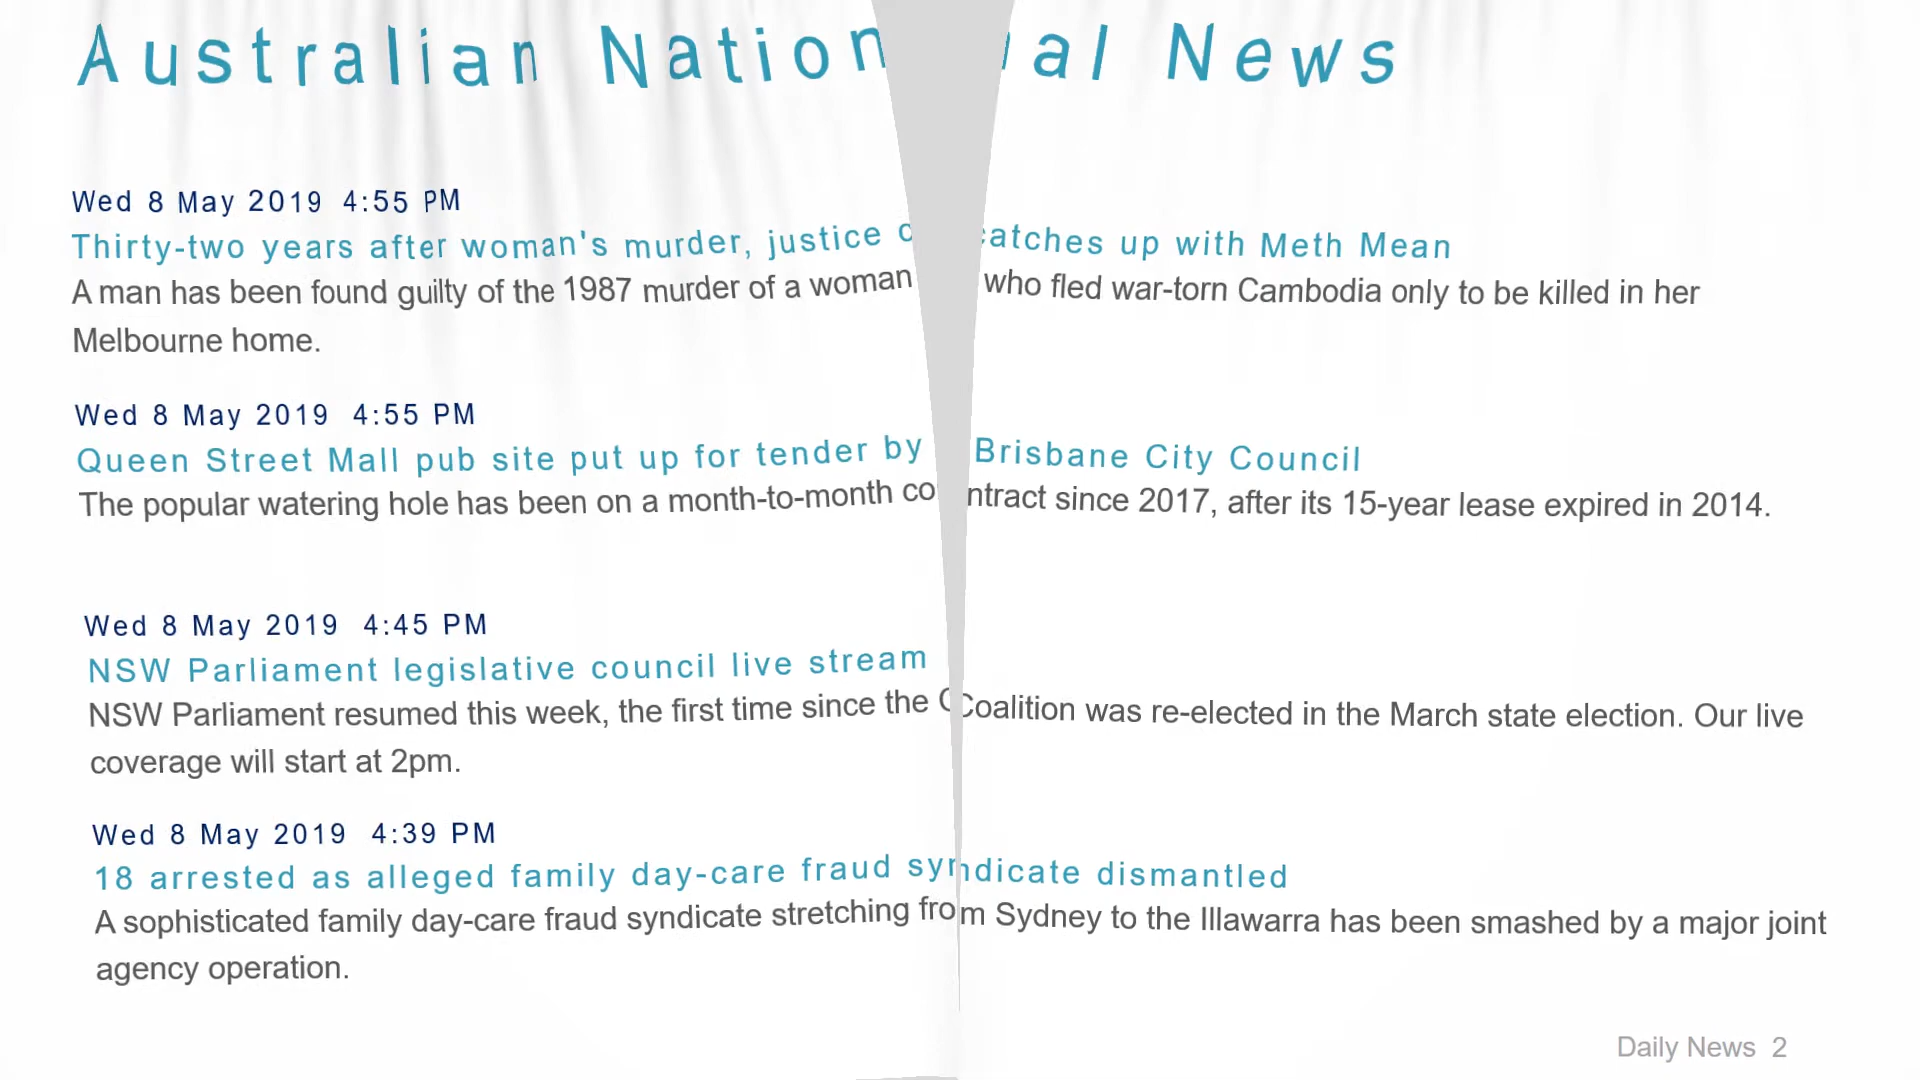 Australian National News
Wed 8 May 2019 4:55 PM
Thirty-two years after woman's murder, justice catches up with Meth Mean
A man has been found guilty of the 1987 murder of a woman who fled war-torn Cambodia only to be killed in her
Melbourne home.
Wed 8 May 2019 4:55 PM
Queen Street Mall pub site put up for tender by Brisbane City Council
The popular watering hole has been on a month-to-month contract since 2017, after its 15-year lease expired in 2014.
Wed 8 May 2019 4:45 PM
NSW Parliament legislative council live stream
NSW Parliament resumed this week, the first time since the Coalition was re-elected in the March state election. Our live
coverage will start at 2pm.
Wed 8 May 2019 4:39 PM
18 arrested as alleged family day-care fraud syndicate dismantled
A sophisticated family day-care fraud syndicate stretching from Sydney to the Illawarra has been smashed by a major joint
agency operation.
Daily News 2